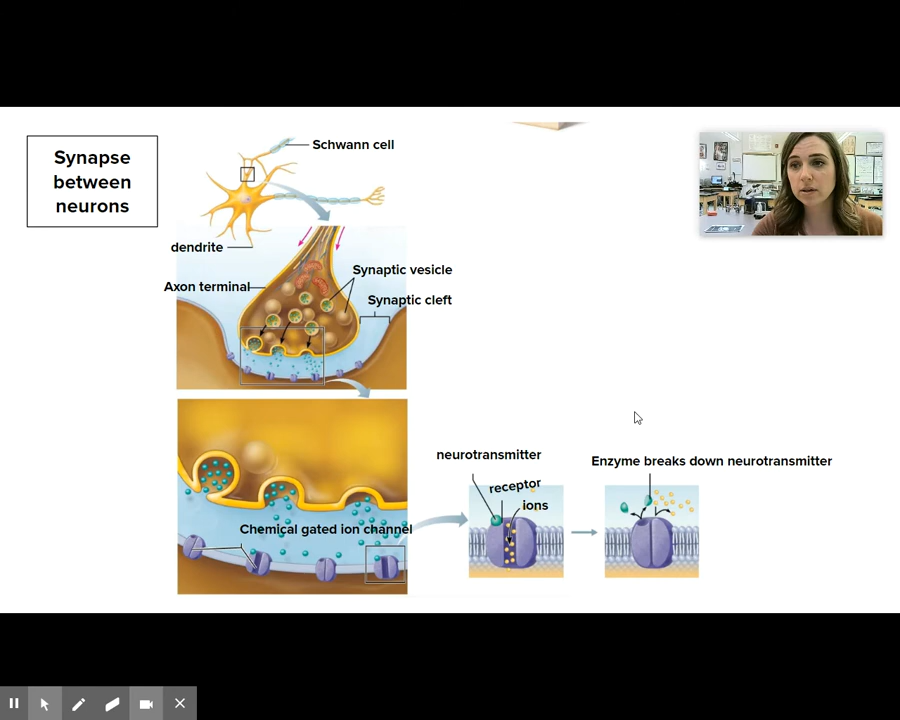 Synapse
between
neurons
Schwann cell
dendrite
Axon terminal
Synaptic vesicle
Synaptic cleft
Chemical gated ion channel
neurotransmitter
receptor
ions
Enzyme breaks down neurotransmitter